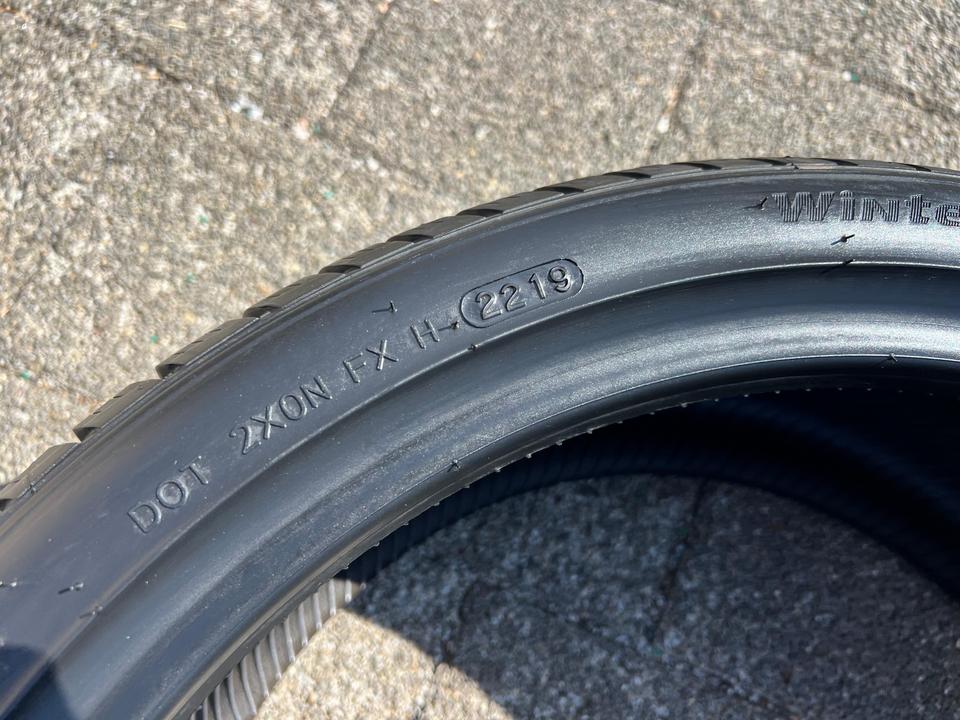 DOT 2X0N FX H 2219
Winte